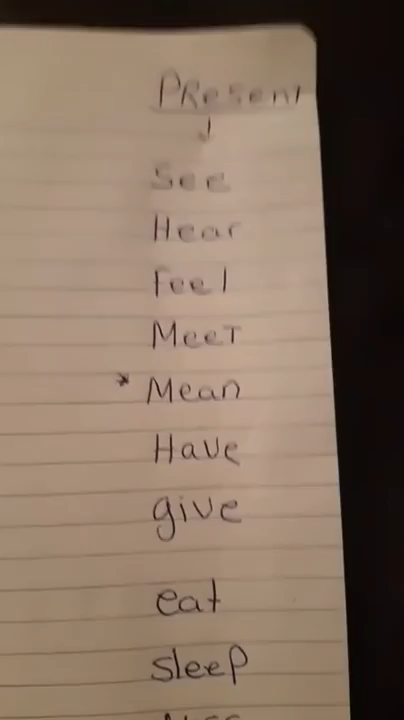 Present
↓
See
Hear
Feel
Meet
* Mean
Have
give
eat
sleep